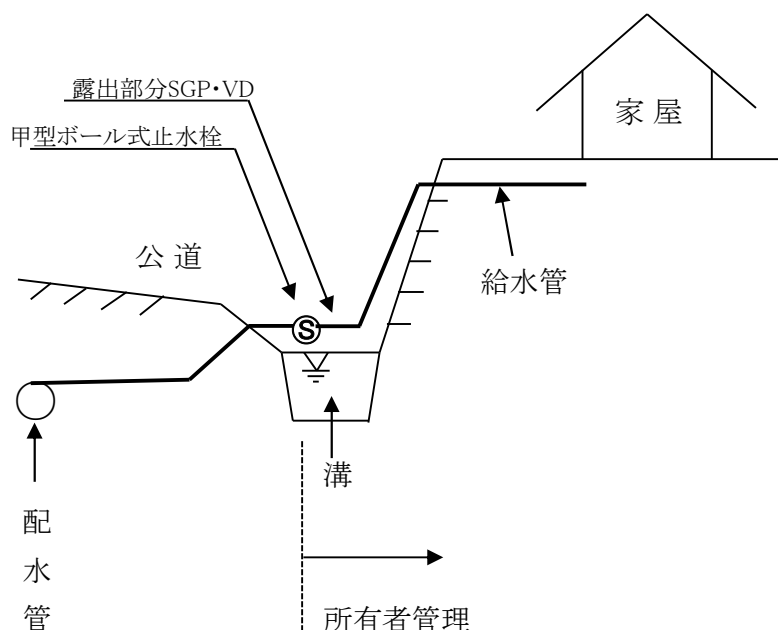 露出部分SGP・VD
甲型ボール式止水栓
家 屋
公 道
給水管
S
溝
配水管
所有者管理